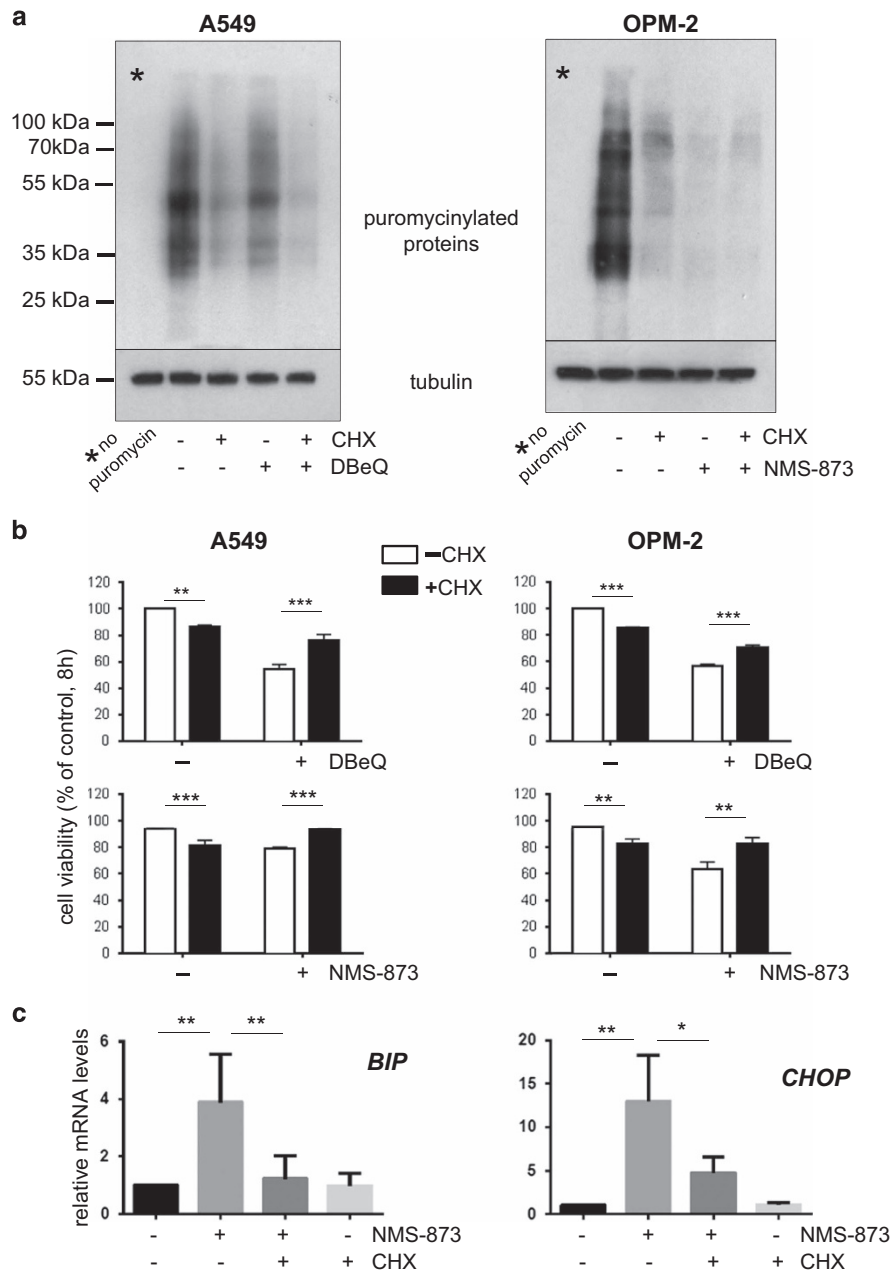 a
A549
OPM-2
*
*
100 kDa
70kDa
55 kDa
35 kDa
25 kDa
55 kDa
puromycinylated
proteins
tubulin
* no
puromycin
- + - + CHX
- - + + DBeQ
* no
puromycin
- + - + CHX
- - + + NMS-873
b
A549
OPM-2
−CHX
+CHX
cell viability (% of control, 8h)
120
100
80
60
40
20
0
** ***
− + DBeQ
120
100
80
60
40
20
0
*** ***
− + DBeQ
120
100
80
60
40
20
0
*** ***
− + NMS-873
120
100
80
60
40
20
0
** **
− + NMS-873
c
relative mRNA levels
6
4
2
0
** **
BIP
- + + - NMS-873
- - + + CHX
20
15
10
5
0
** *
CHOP
- + + - NMS-873
- - + + CHX